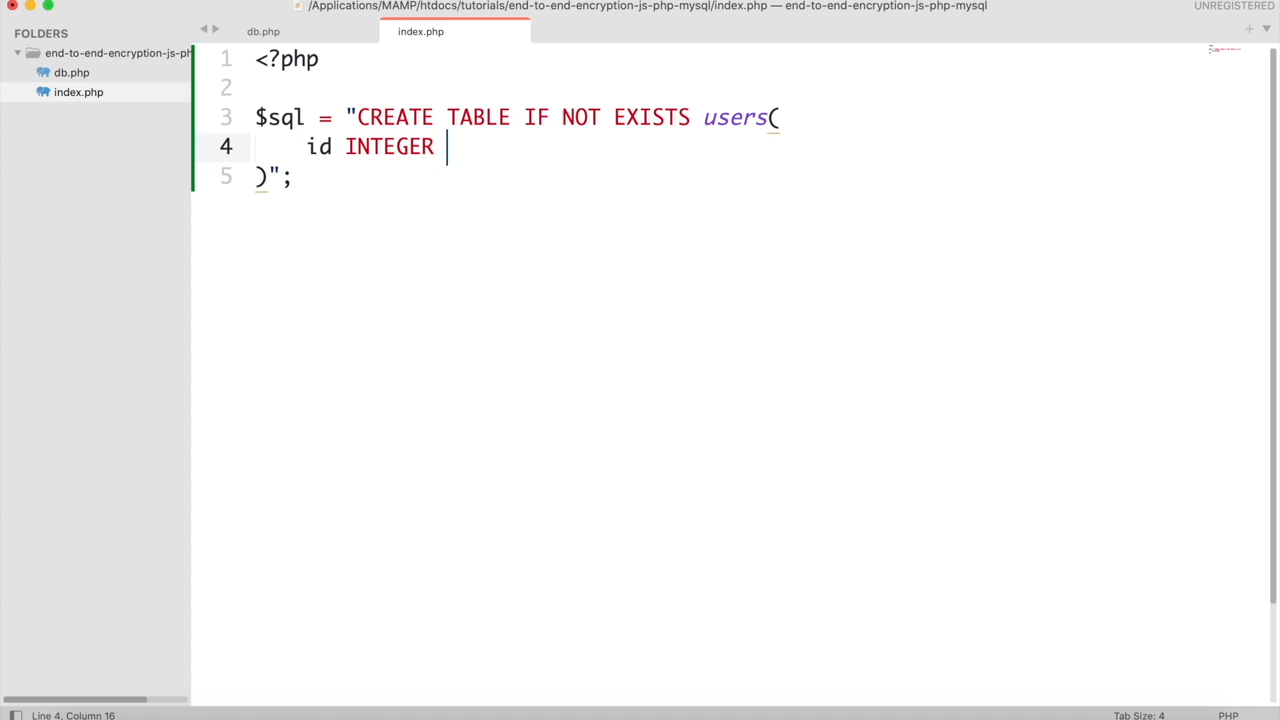 /Applications/MAMP/htdocs/tutorials/end-to-end-encryption-js-php-mysql/index.php — end-to-end-encryption-js-php-mysql
UNREGISTERED
FOLDERS
end-to-end-encryption-js-ph
db.php
index.php
db.php
index.php
1 <?php
2
3 $sql = "CREATE TABLE IF NOT EXISTS users(
4 id INTEGER
5 )";
Line 4, Column 16
Tab Size: 4
PHP